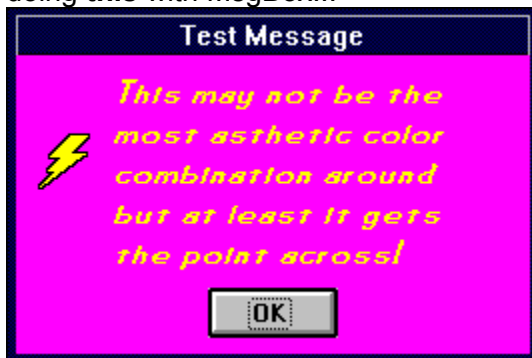 doing this with MsgBox...
Test Message
This may not be the
most asthetic color
combination around
but at least it gets
the point across!
OK